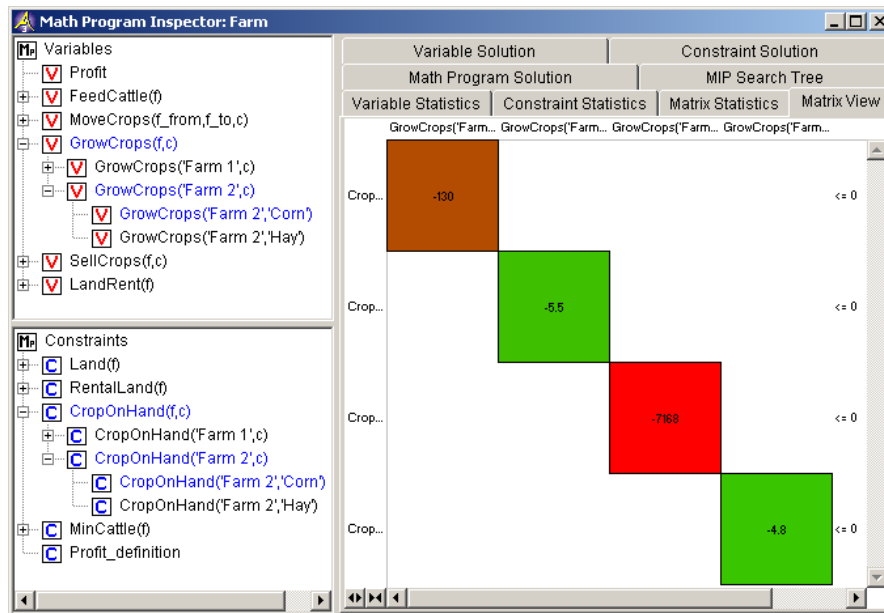 Math Program Inspector: Farm
Variables
Profit
FeedCattle(f)
MoveCrops(f_from,f_to,c)
GrowCrops(f,c)
GrowCrops('Farm 1',c)
GrowCrops('Farm 2',c)
GrowCrops('Farm 2','Corn')
GrowCrops('Farm 2','Hay')
SellCrops(f,c)
LandRent(f)
Constraints
Land(f)
RentalLand(f)
CropOnHand(f,c)
CropOnHand('Farm 1',c)
CropOnHand('Farm 2',c)
CropOnHand('Farm 2','Corn')
CropOnHand('Farm 2','Hay')
MinCattle(f)
Profit_definition
Variable Solution Constraint Solution
Math Program Solution MIP Search Tree
Variable Statistics Constraint Statistics Matrix Statistics Matrix View
GrowCrops('Farm... GrowCrops('Farm... GrowCrops('Farm... GrowCrops('Farm...
Crop... -130 <= 0
Crop... -5.5 <= 0
Crop... -7168 <= 0
Crop... -4.8 <= 0